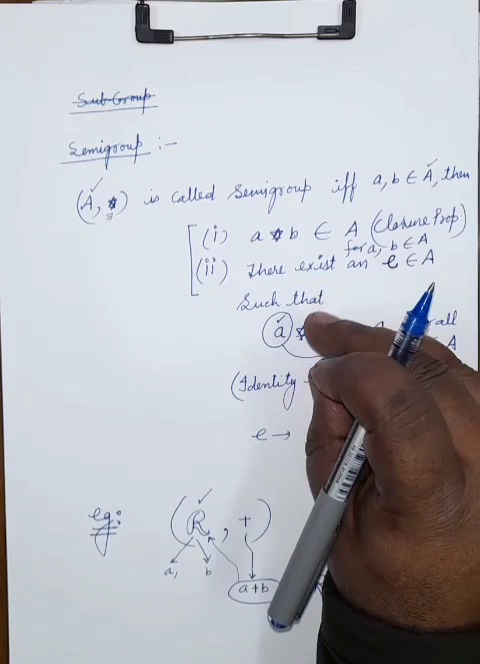 Sub-Group
Semigroup :-
(A, *) is called Semigroup iff a, b ∈ A, then
(i) a * b ∈ A (Closure Prop)
for a, b ∈ A
(ii) There exist an e ∈ A
Such that
a * all
A
(Identity
e →
eg: (R, +)
a, b a+b